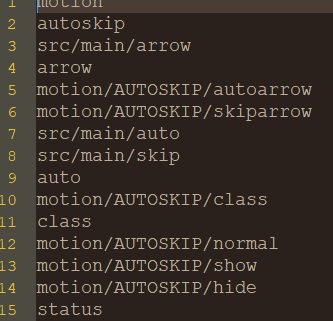 1 motion
2 autoskip
3 src/main/arrow
4 arrow
5 motion/AUTOSKIP/autoarrow
6 motion/AUTOSKIP/skiparrow
7 src/main/auto
8 src/main/skip
9 auto
10 motion/AUTOSKIP/class
11 class
12 motion/AUTOSKIP/normal
13 motion/AUTOSKIP/show
14 motion/AUTOSKIP/hide
15 status